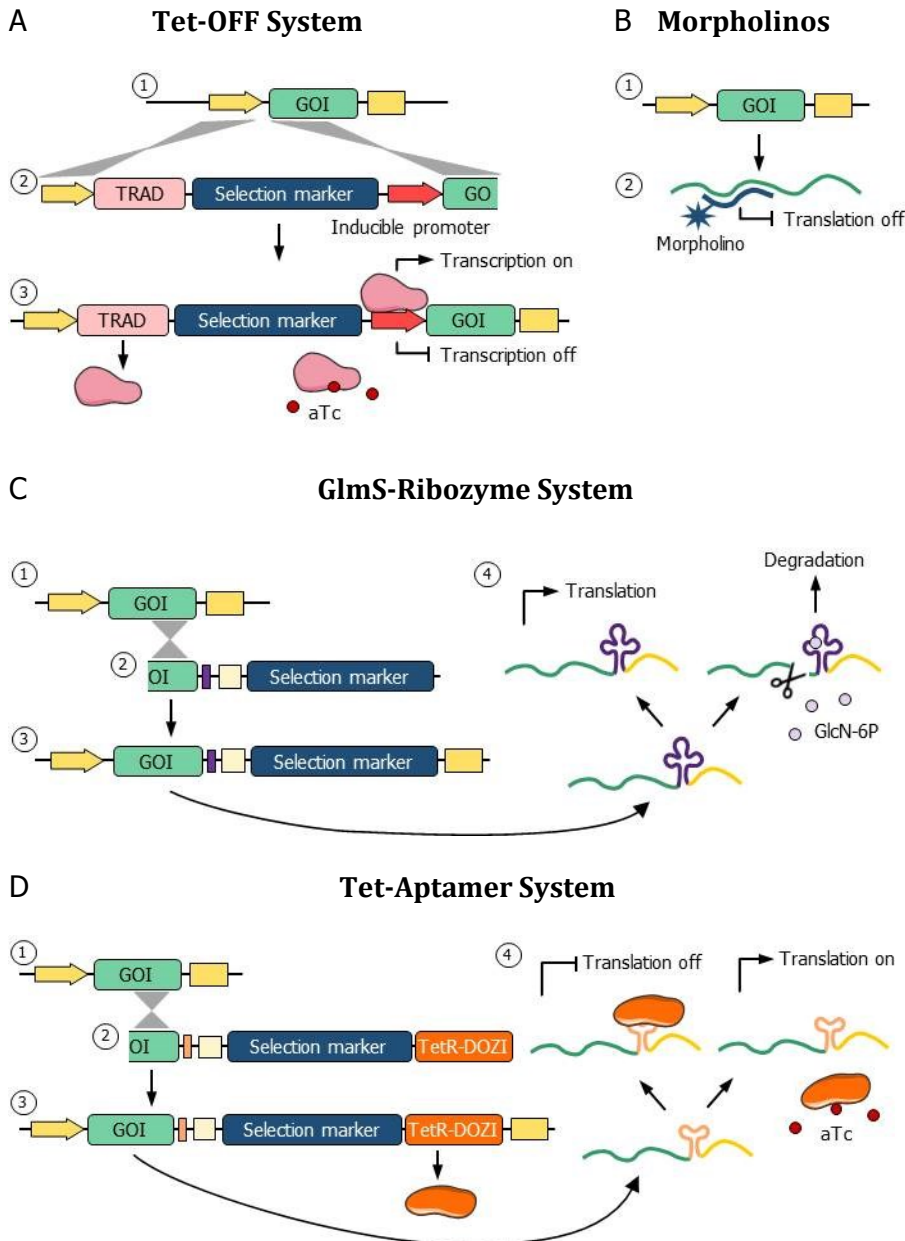 A Tet-OFF System
B Morpholinos
1
GOI
2
TRAD Selection marker GO
Inducible promoter
Transcription on
3
TRAD Selection marker GOI
Transcription off
aTc
1
GOI
2
Morpholino
Translation off
C GlmS-Ribozyme System
1
GOI
2
OI Selection marker
3
GOI Selection marker
4
Translation
Degradation
GlcN-6P
D Tet-Aptamer System
1
GOI
2
OI Selection marker TetR-DOZI
3
GOI Selection marker TetR-DOZI
4
Translation off
Translation on
aTc